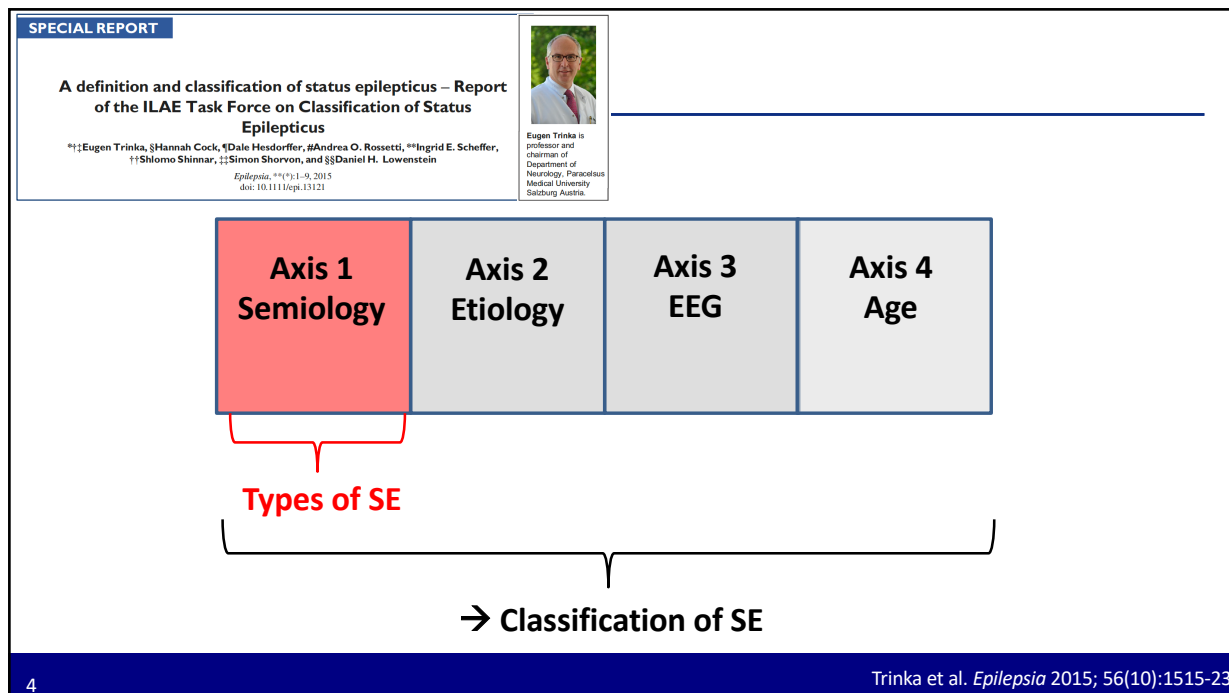 SPECIAL REPORT
A definition and classification of status epilepticus – Report
of the ILAE Task Force on Classification of Status
Epilepticus
*†‡Eugen Trinka, §Hannah Cock, ¶Dale Hesdorffer, #Andrea O. Rossetti, **Ingrid E. Scheffer,
††Shlomo Shinnar, ‡‡Simon Shorvon, and §§Daniel H. Lowenstein
Epilepsia, **(*):1–9, 2015
doi: 10.1111/epi.13121
Eugen Trinka is
professor and
chairman of
Department of
Neurology, Paracelsus
Medical University
Salzburg Austria.
Axis 1
Semiology
Axis 2
Etiology
Axis 3
EEG
Axis 4
Age
Types of SE
→ Classification of SE
4
Trinka et al. Epilepsia 2015; 56(10):1515-23